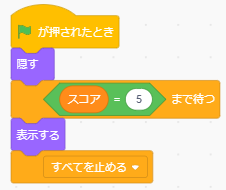 が押されたとき
隠す
スコア = 5 まで待つ
表示する
すべてを止める